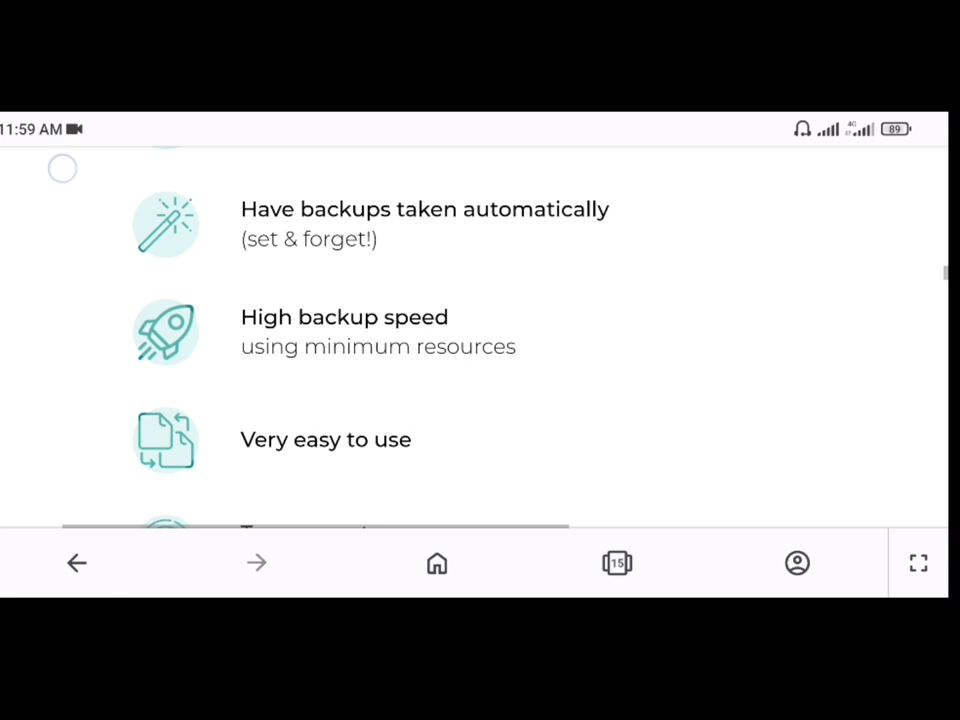 11:59 AM
4G
89
Have backups taken automatically
(set & forget!)
High backup speed
using minimum resources
Very easy to use
15